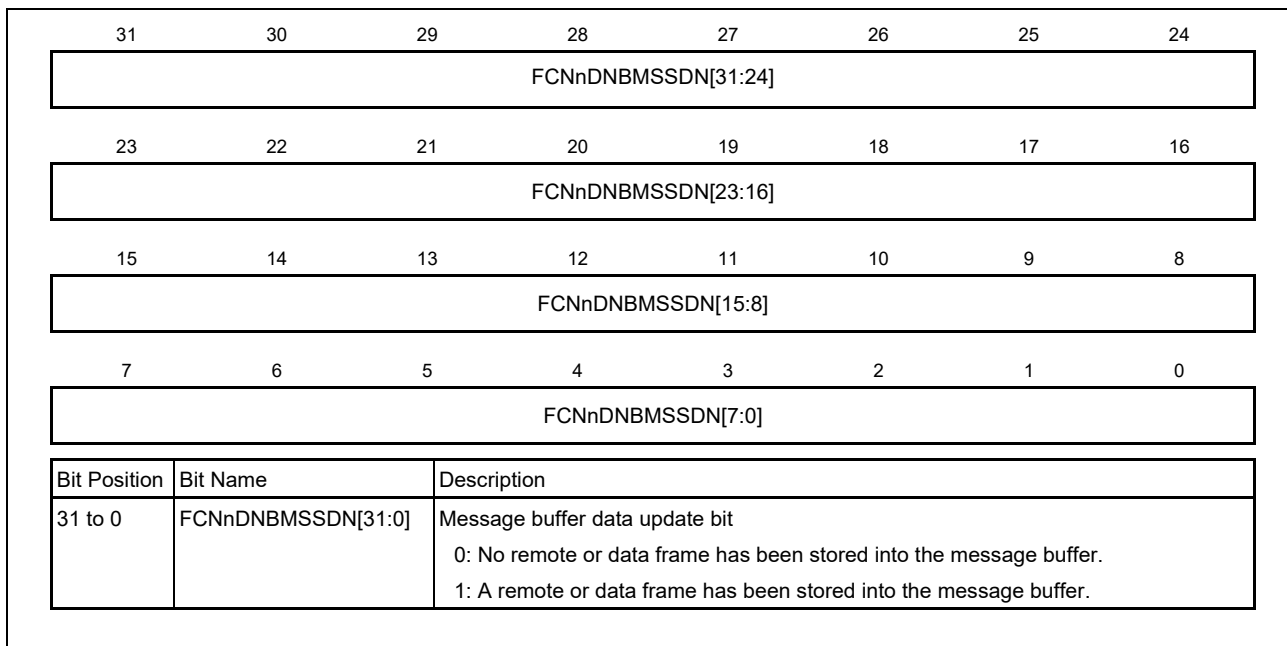 31 30 29 28 27 26 25 24
FCNnDNBMSSDN[31:24]
23 22 21 20 19 18 17 16
FCNnDNBMSSDN[23:16]
15 14 13 12 11 10 9 8
FCNnDNBMSSDN[15:8]
7 6 5 4 3 2 1 0
FCNnDNBMSSDN[7:0]
Bit Position Bit Name Description
31 to 0 FCNnDNBMSSDN[31:0] Message buffer data update bit
0: No remote or data frame has been stored into the message buffer.
1: A remote or data frame has been stored into the message buffer.